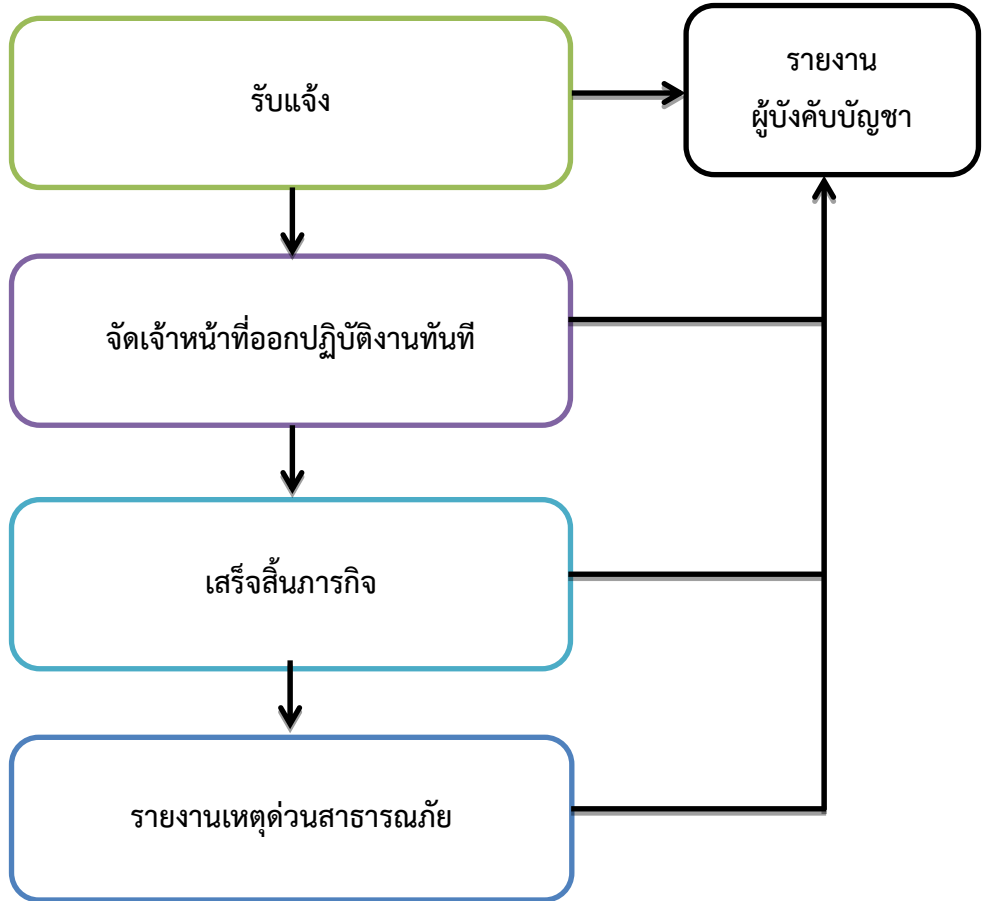 รับแจ้ง
รายงาน
ผู้บังคับบัญชา
จัดเจ้าหน้าที่ออกปฏิบัติงานทันที
เสร็จสิ้นภารกิจ
รายงานเหตุด่วนสาธารณภัย